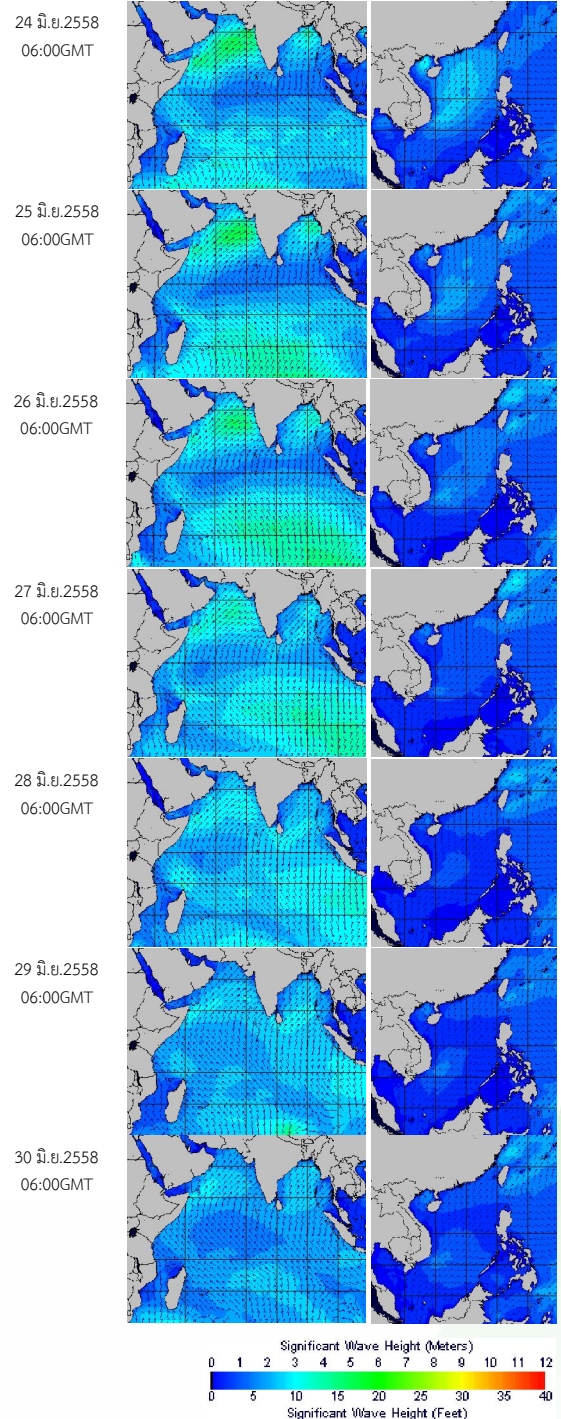 24 มิ.ย.2558
06:00GMT
25 มิ.ย.2558
06:00GMT
26 มิ.ย.2558
06:00GMT
27 มิ.ย.2558
06:00GMT
28 มิ.ย.2558
06:00GMT
29 มิ.ย.2558
06:00GMT
30 มิ.ย.2558
06:00GMT
Significant Wave Height (Meters)
0 1 2 3 4 5 6 7 8 9 10 11 12
0 5 10 15 20 25 30 35 40
Significant Wave Height (Feet)